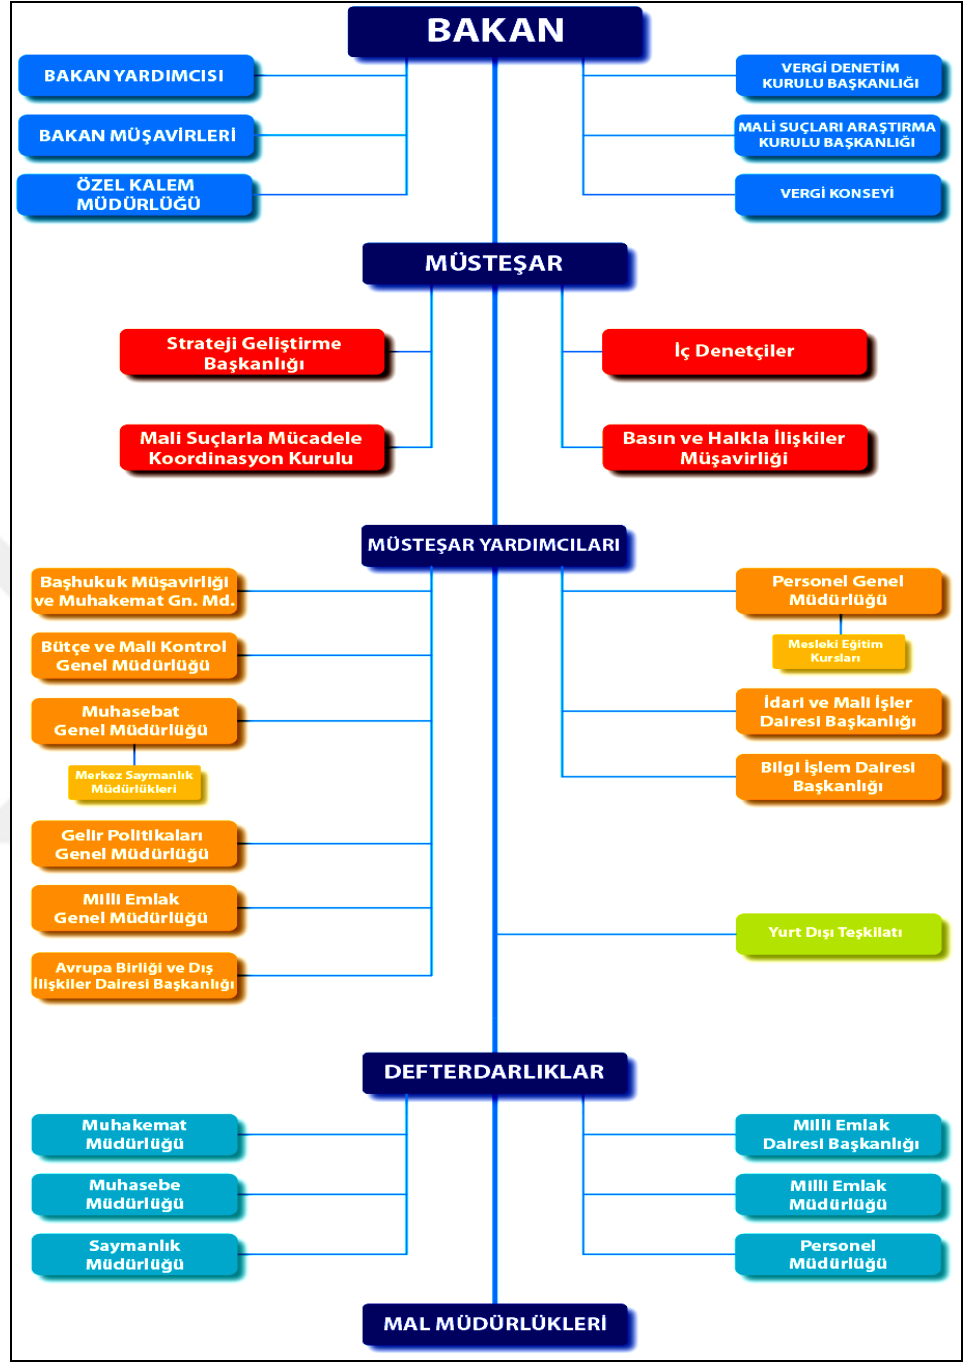 BAKAN
BAKAN YARDIMCISI
BAKAN MÜŞAVİRLERİ
ÖZEL KALEM
MÜDÜRLÜĞÜ
VERGİ DENETİM
KURULU BAŞKANLIĞI
MALİ SUÇLARI ARAŞTIRMA
KURULU BAŞKANLIĞI
VERGİ KONSEYİ
MÜSTEŞAR
Strateji Geliştirme
Başkanlığı
Mali Suçlarla Mücadele
Koordinasyon Kurulu
İç Denetçiler
Basın ve Halkla İlişkiler
Müşavirliği
MÜSTEŞAR YARDIMCILARI
Başhukuk Müşavirliği
ve Muhakemat Gn. Md.
Bütçe ve Mali Kontrol
Genel Müdürlüğü
Muhasebat
Genel Müdürlüğü
Merkez Saymanlık
Müdürlükleri
Gelir Politikaları
Genel Müdürlüğü
Milli Emlak
Genel Müdürlüğü
Avrupa Birliği ve Dış
İlişkiler Dairesi Başkanlığı
Personel Genel
Müdürlüğü
Mesleki Eğitim
Kursları
İdari ve Mali İşler
Dairesi Başkanlığı
Bilgi İşlem Dairesi
Başkanlığı
Yurt Dışı Teşkilatı
DEFTERDARLIKLAR
Muhakemat
Müdürlüğü
Muhasebe
Müdürlüğü
Saymanlık
Müdürlüğü
Milli Emlak
Dairesi Başkanlığı
Milli Emlak
Müdürlüğü
Personel
Müdürlüğü
MAL MÜDÜRLÜKLERİ